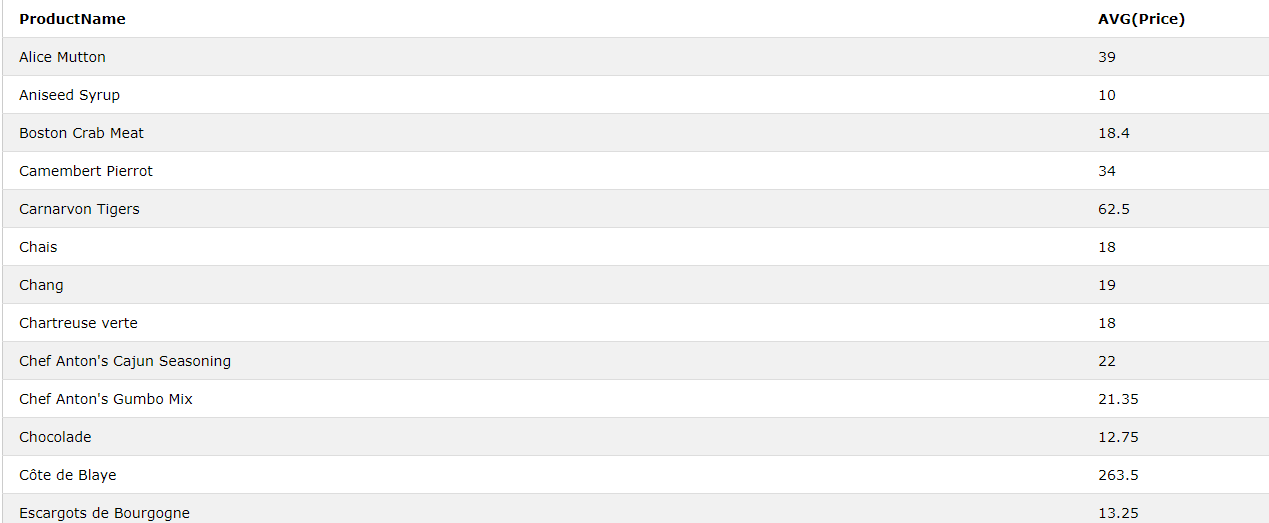 ProductName AVG(Price)
Alice Mutton 39
Aniseed Syrup 10
Boston Crab Meat 18.4
Camembert Pierrot 34
Carnarvon Tigers 62.5
Chais 18
Chang 19
Chartreuse verte 18
Chef Anton's Cajun Seasoning 22
Chef Anton's Gumbo Mix 21.35
Chocolade 12.75
Côte de Blaye 263.5
Escargots de Bourgogne 13.25